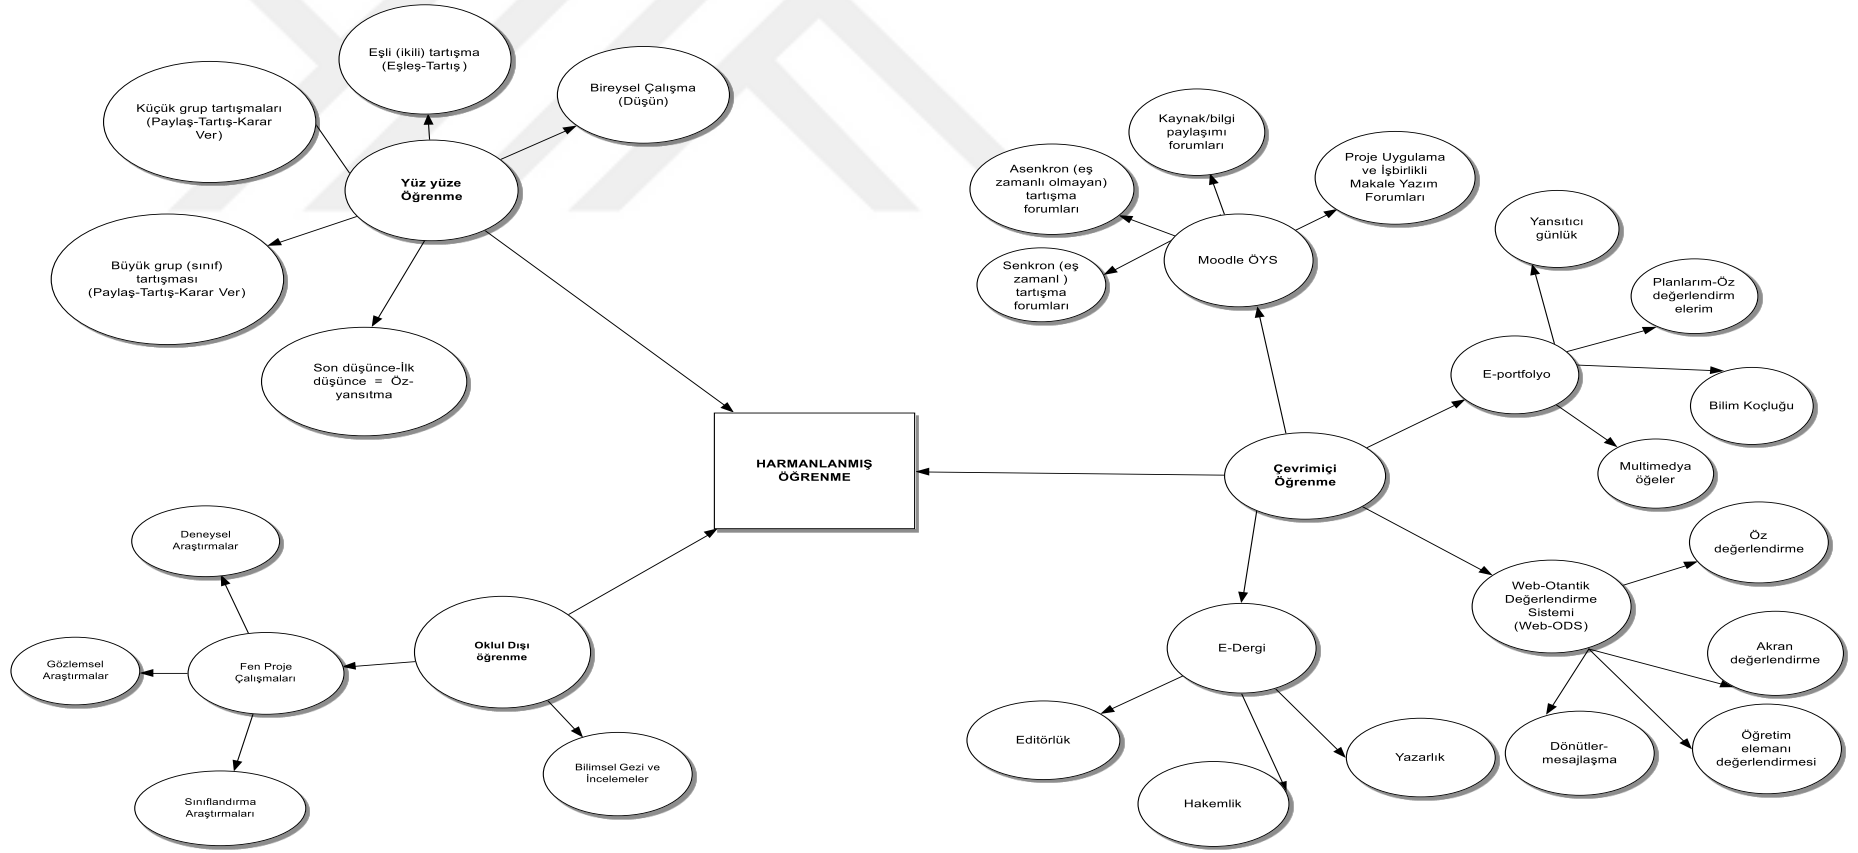 Eşli (ikili) tartışma
(Eşleş-Tartış )
Bireysel Çalışma
(Düşün)
Küçük grup tartışmaları
(Paylaş-Tartış-Karar
Ver)
Yüz yüze
Öğrenme
Büyük grup (sınıf)
tartışması
(Paylaş-Tartış-Karar Ver)
Son düşünce-İlk
düşünce = Öz-
yansıtma
Kaynak/bilgi
paylaşımı
forumları
Asenkron (eş
zamanlı olmayan)
tartışma
forumları
Proje Uygulama
ve İşbirlikli
Makale Yazım
Forumları
Senkron (eş
zamanl )
tartışma
forumları
Moodle ÖYS
Yansıtıcı
günlük
Planlarım-Öz
değerlendirm
elerim
E-portfolyo
Bilim Koçluğu
Multimedya
öğeler
HARMANLANMIŞ
ÖĞRENME
Çevrimiçi
Öğrenme
Deneysel
Araştırmalar
Gözlemsel
Araştırmalar
Fen Proje
Çalışmaları
Oklul Dışı
öğrenme
Sınıflandırma
Araştırmaları
Bilimsel Gezi ve
İncelemeler
Öz
değerlendirme
Web-Otantik
Değerlendirme
Sistemi
(Web-ODS)
Akran
değerlendirme
E-Dergi
Editörlük
Hakemlik
Yazarlık
Dönütler-
mesajlaşma
Öğretim
elemanı
değerlendirmesi